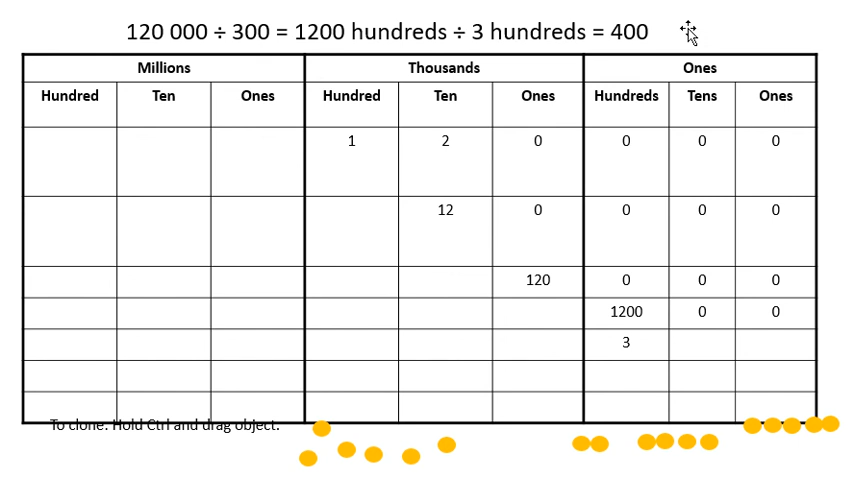 120 000 ÷ 300 = 1200 hundreds ÷ 3 hundreds = 400
Millions Thousands Ones
Hundred Ten Ones Hundred Ten Ones Hundreds Tens Ones
1 2 0 0 0 0
12 0 0 0 0
120 0 0 0
1200 0 0
3
To clone: Hold Ctrl and drag object.